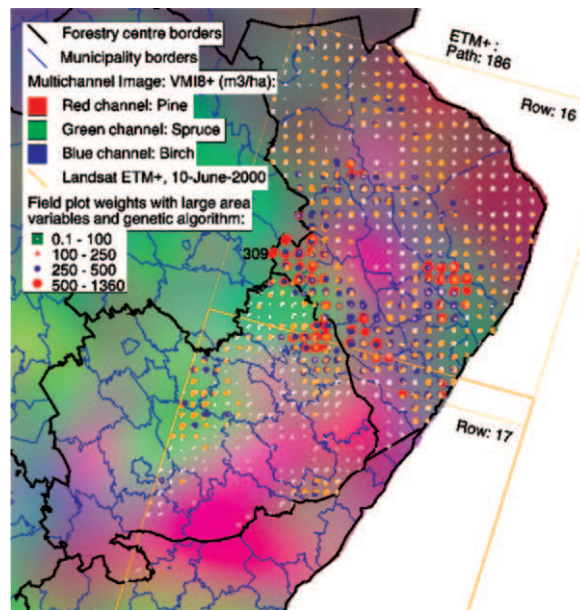 Forestry centre borders
Municipality borders
Multichannel Image: VMI8+ (m3/ha):
Red channel: Pine
Green channel: Spruce
Blue channel: Birch
Landsat ETM+, 10-June-2000
Field plot weights with large area
variables and genetic algorithm:
0.1 - 100
100 - 250
250 - 500
500 - 1360
ETM+ :
Path: 186
Row: 16
309
Row: 17